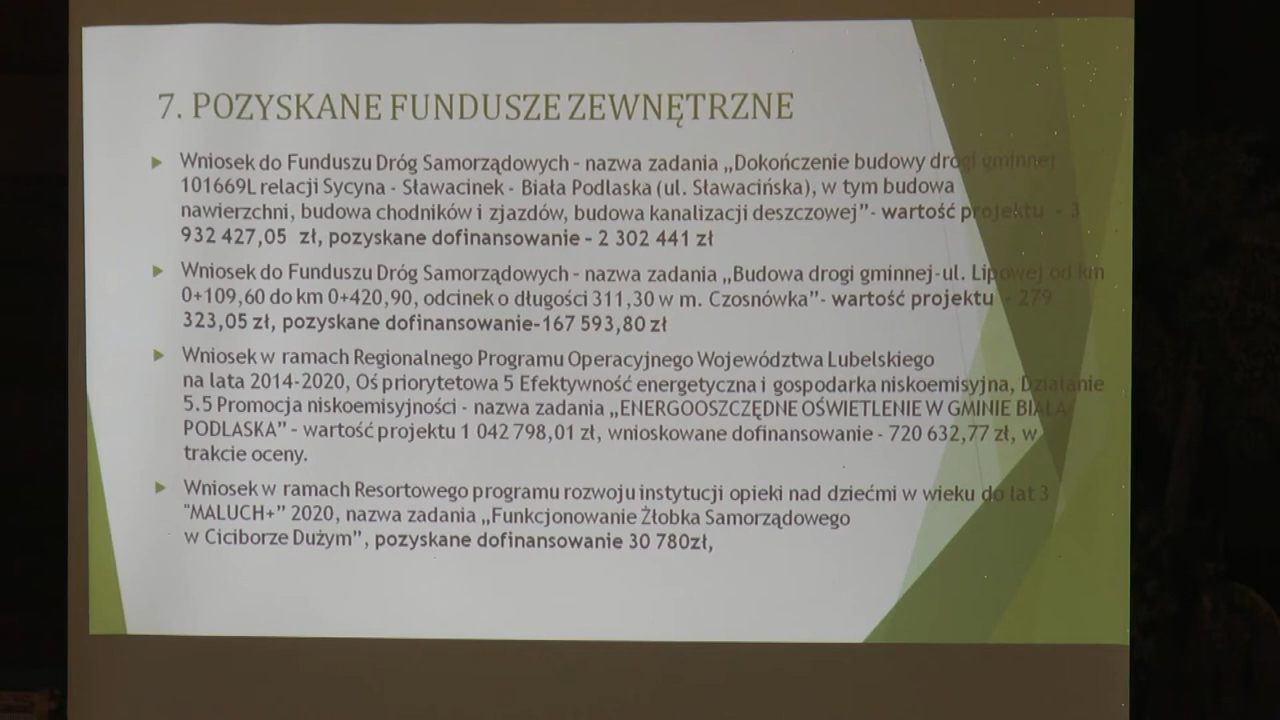 7. POZYSKANE FUNDUSZE ZEWNĘTRZNE
Wniosek do Funduszu Dróg Samorządowych - nazwa zadania „Dokończenie budowy drogi gminnej
101669L relacji Sycyna - Sławacinek - Biała Podlaska (ul. Sławacińska), w tym budowa
nawierzchni, budowa chodników i zjazdów, budowa kanalizacji deszczowej”- wartość projektu - 3
932 427,05 zł, pozyskane dofinansowanie - 2 302 441 zł
Wniosek do Funduszu Dróg Samorządowych - nazwa zadania „Budowa drogi gminnej-ul. Lipowej od km
0+109,60 do km 0+420,90, odcinek o długości 311,30 w m. Czosnówka”- wartość projektu - 279
323,05 zł, pozyskane dofinansowanie-167 593,80 zł
Wniosek w ramach Regionalnego Programu Operacyjnego Województwa Lubelskiego
na lata 2014-2020, Oś priorytetowa 5 Efektywność energetyczna i gospodarka niskoemisyjna, Działanie
5.5 Promocja niskoemisyjności - nazwa zadania „ENERGOOSZCZĘDNE OŚWIETLENIE W GMINIE BIAŁA
PODLASKA” - wartość projektu 1 042 798,01 zł, wnioskowane dofinansowanie - 720 632,77 zł, w
trakcie oceny.
Wniosek w ramach Resortowego programu rozwoju instytucji opieki nad dziećmi w wieku do lat 3
"MALUCH+” 2020, nazwa zadania „Funkcjonowanie Żłobka Samorządowego
w Ciciborze Dużym”, pozyskane dofinansowanie 30 780zł,